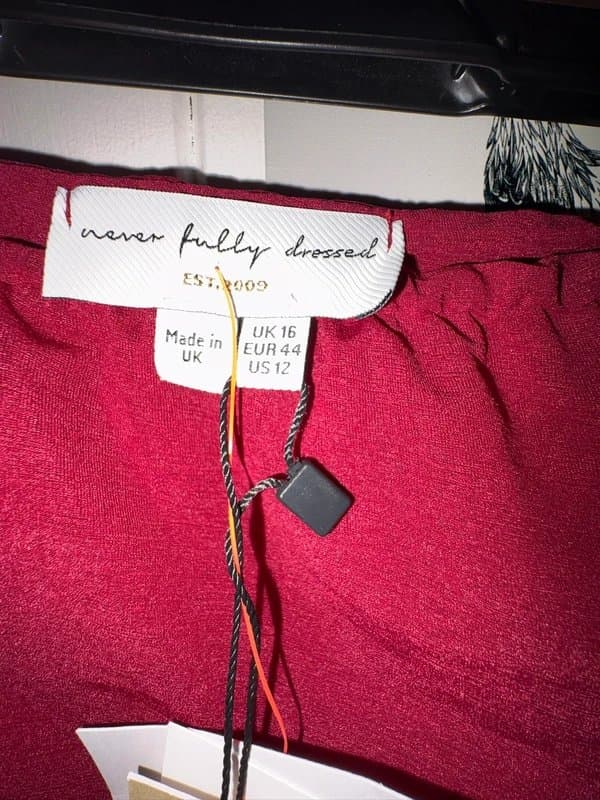 never fully dressed
EST. 2009
Made in
UK
UK 16
EUR 44
US 12